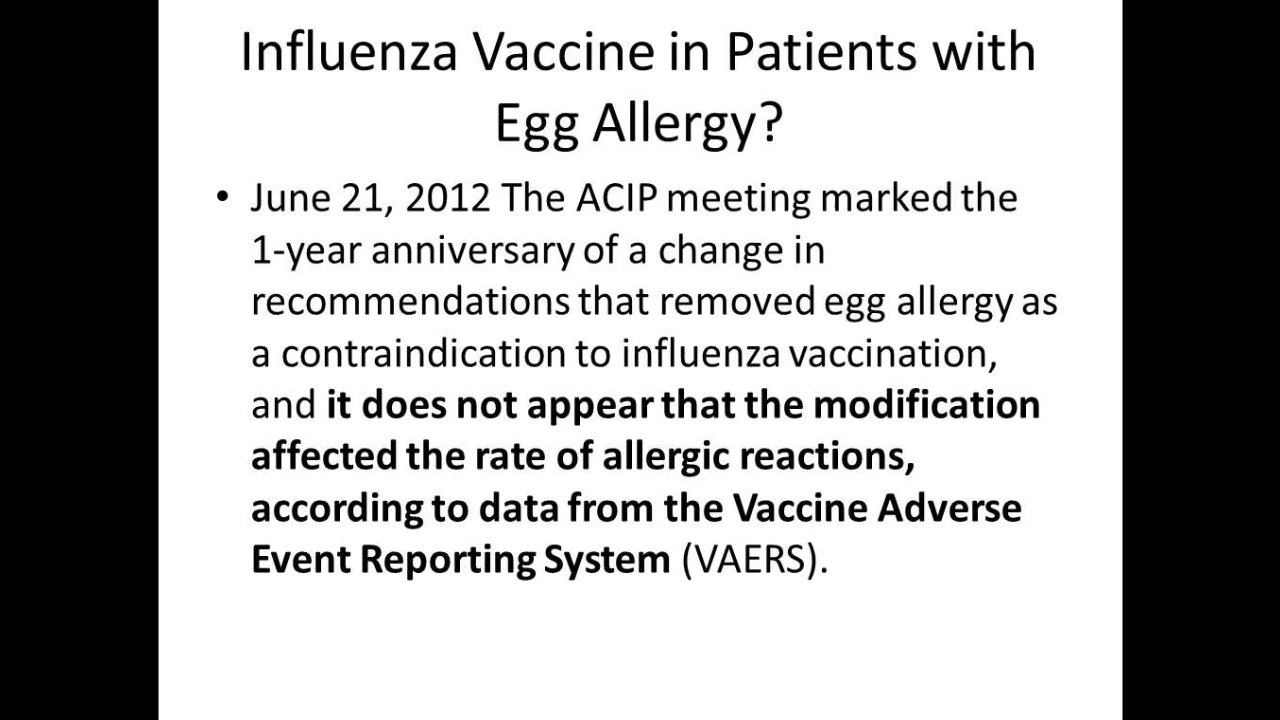 Influenza Vaccine in Patients with
Egg Allergy?
• June 21, 2012 The ACIP meeting marked the
1-year anniversary of a change in
recommendations that removed egg allergy as
a contraindication to influenza vaccination,
and it does not appear that the modification
affected the rate of allergic reactions,
according to data from the Vaccine Adverse
Event Reporting System (VAERS).